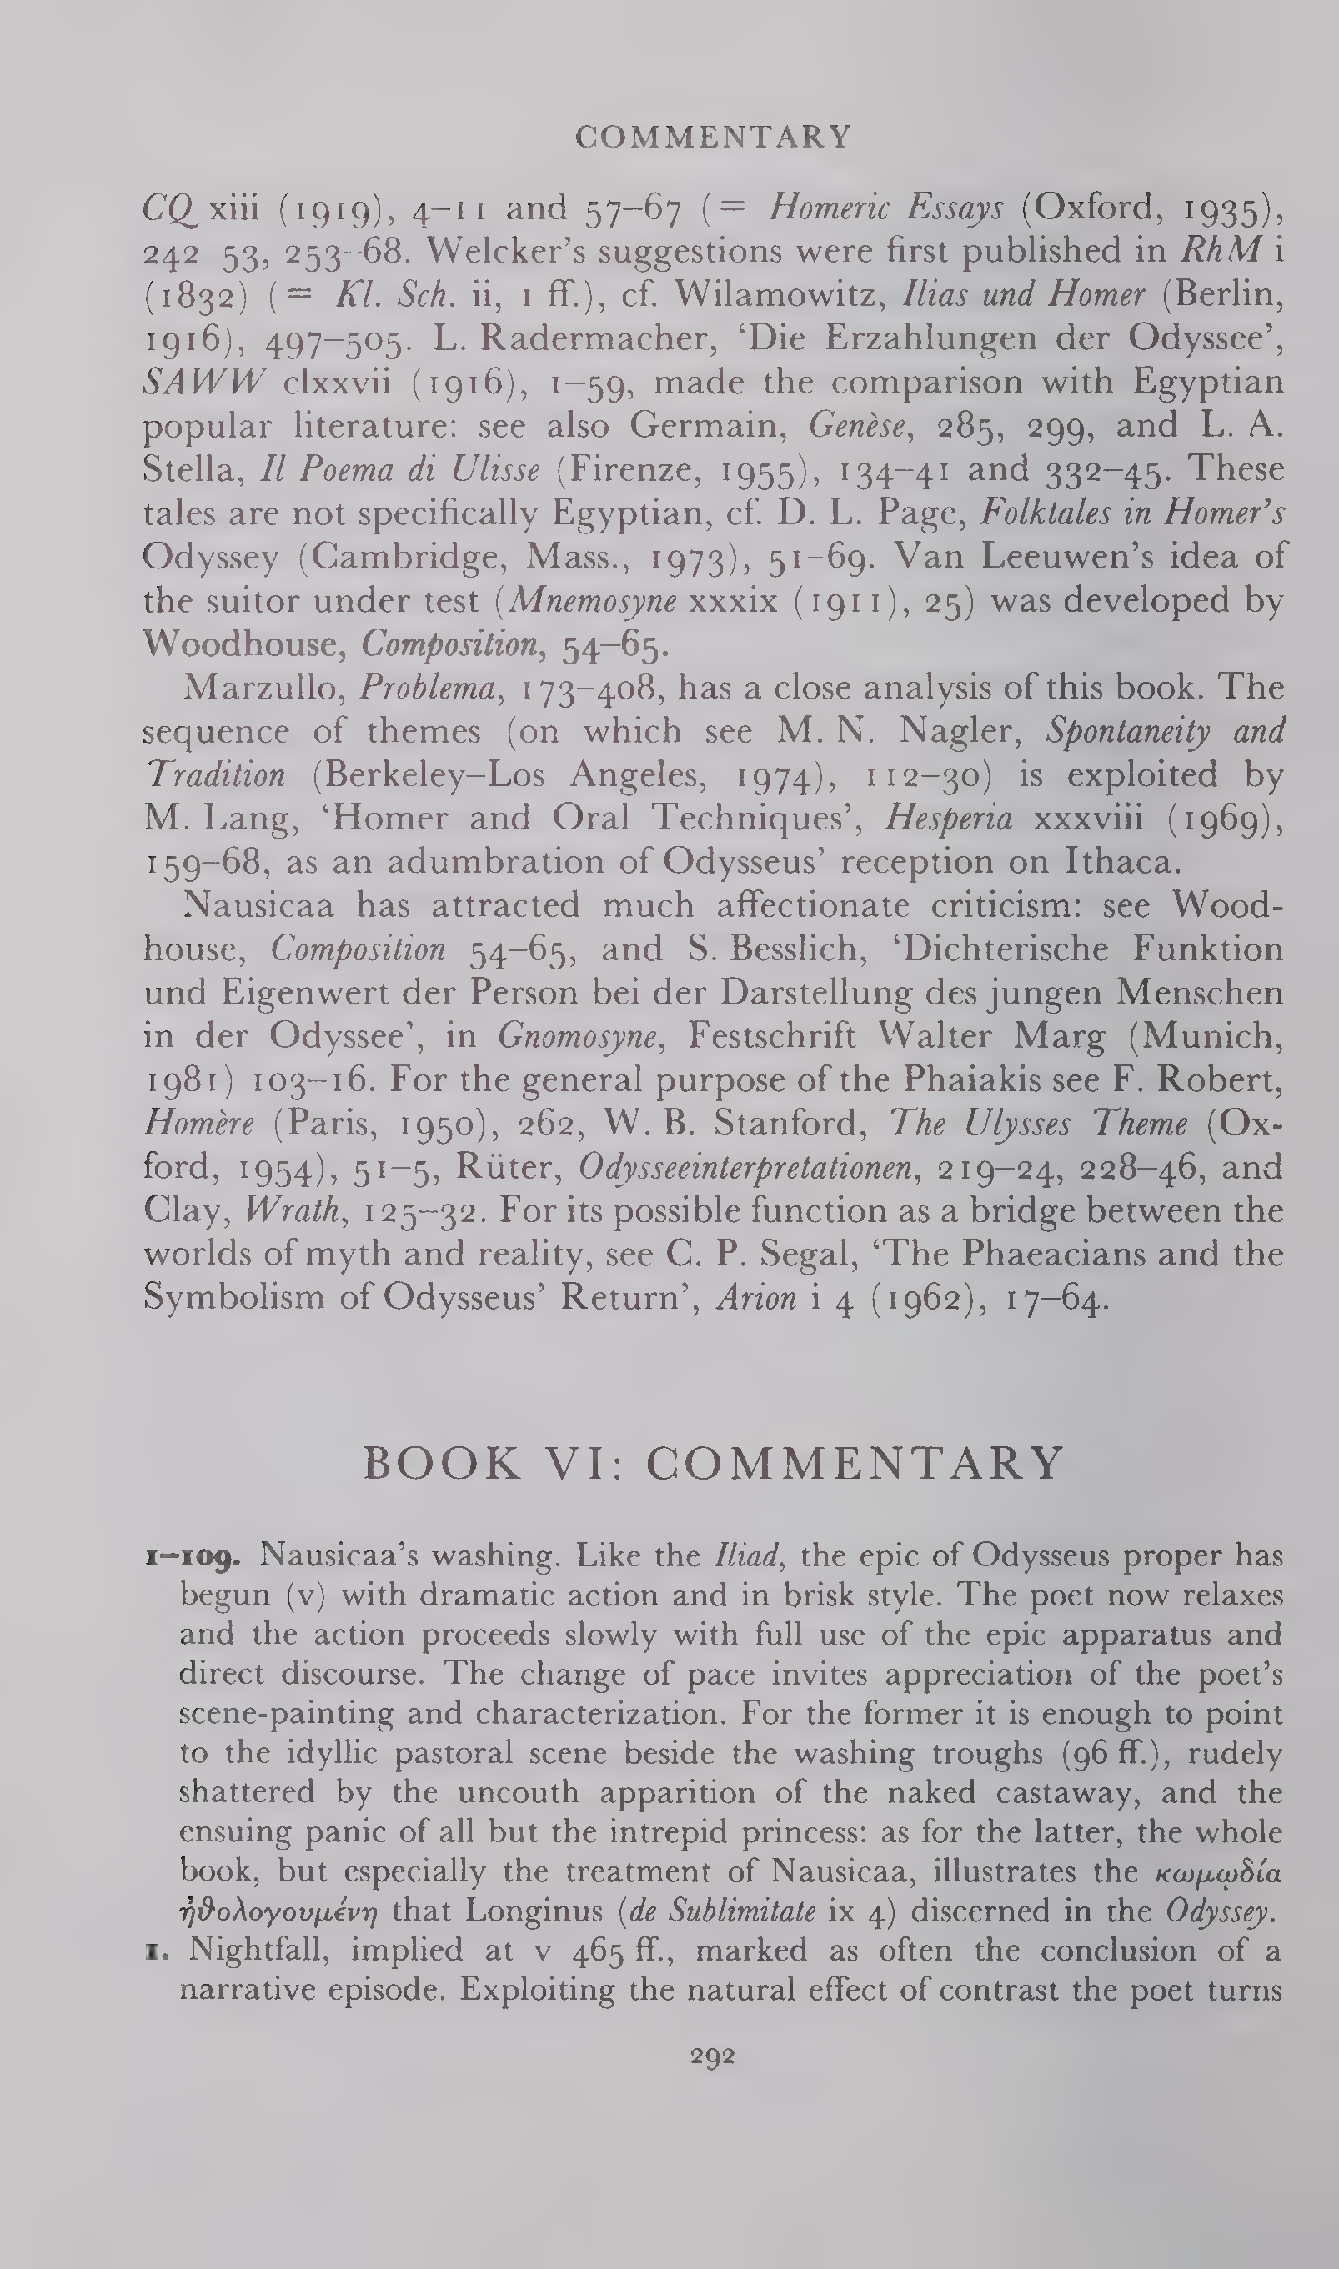 COMMENTARY
CQ xiii (1919), 4–11 and 57–67 (= Homeric Essays (Oxford, 1935),
242 53, 253–68. Welcker’s suggestions were first published in RhM i
(1832) (= Kl. Sch. ii, 1 ff.), cf. Wilamowitz, Ilias und Homer (Berlin,
1916), 497–505. L. Radermacher, ‘Die Erzahlungen der Odyssee’,
SAWW clxxvii (1916), 1–59, made the comparison with Egyptian
popular literature: see also Germain, Genèse, 285, 299, and L. A.
Stella, Il Poema di Ulisse (Firenze, 1955), 134–41 and 332–45. These
tales are not specifically Egyptian, cf. D. L. Page, Folktales in Homer’s
Odyssey (Cambridge, Mass., 1973), 51–69. Van Leeuwen’s idea of
the suitor under test (Mnemosyne xxxix (1911), 25) was developed by
Woodhouse, Composition, 54–65.
Marzullo, Problema, 173–408, has a close analysis of this book. The
sequence of themes (on which see M. N. Nagler, Spontaneity and
Tradition (Berkeley–Los Angeles, 1974), 112–30) is exploited by
M. Lang, ‘Homer and Oral Techniques’, Hesperia xxxviii (1969),
159–68, as an adumbration of Odysseus’ reception on Ithaca.
Nausicaa has attracted much affectionate criticism: see Wood-
house, Composition 54–65, and S. Besslich, ‘Dichterische Funktion
und Eigenwert der Person bei der Darstellung des jungen Menschen
in der Odyssee’, in Gnomosyne, Festschrift Walter Marg (Munich,
1981) 103–16. For the general purpose of the Phaiakis see F. Robert,
Homère (Paris, 1950), 262, W. B. Stanford, The Ulysses Theme (Ox-
ford, 1954), 51–5, Rüter, Odysseeinterpretationen, 219–24, 228–46, and
Clay, Wrath, 125–32. For its possible function as a bridge between the
worlds of myth and reality, see C. P. Segal, ‘The Phaeacians and the
Symbolism of Odysseus’ Return’, Arion i 4 (1962), 17–64.
BOOK VI: COMMENTARY
1–109. Nausicaa’s washing. Like the Iliad, the epic of Odysseus proper has
begun (v) with dramatic action and in brisk style. The poet now relaxes
and the action proceeds slowly with full use of the epic apparatus and
direct discourse. The change of pace invites appreciation of the poet’s
scene-painting and characterization. For the former it is enough to point
to the idyllic pastoral scene beside the washing troughs (96 ff.), rudely
shattered by the uncouth apparition of the naked castaway, and the
ensuing panic of all but the intrepid princess: as for the latter, the whole
book, but especially the treatment of Nausicaa, illustrates the κωμῳδία
ἠθολογουμένη that Longinus (de Sublimitate ix 4) discerned in the Odyssey.
1. Nightfall, implied at v 465 ff., marked as often the conclusion of a
narrative episode. Exploiting the natural effect of contrast the poet turns
292